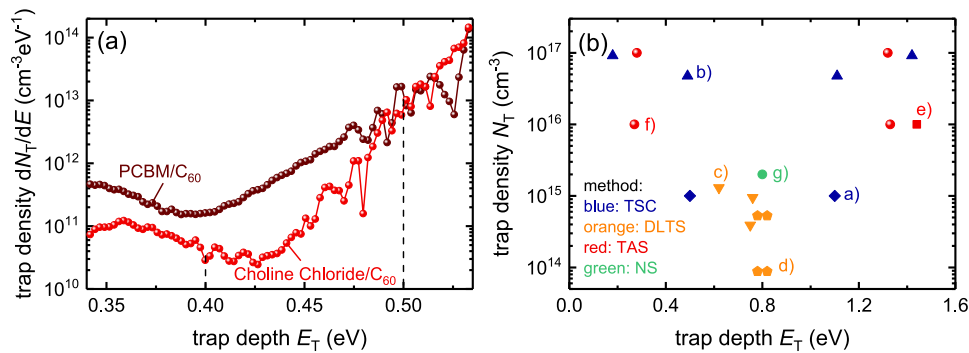 (a)
trap density dN_T/dE (cm⁻³eV⁻¹)
10¹⁴
10¹³
10¹²
10¹¹
10¹⁰
PCBM/C₆₀
Choline Chloride/C₆₀
0.35 0.40 0.45 0.50
trap depth E_T (eV)
(b)
trap density N_T (cm⁻³)
10¹⁷
10¹⁶
10¹⁵
10¹⁴
b)
e)
f)
c)
g)
a)
d)
method:
blue: TSC
orange: DLTS
red: TAS
green: NS
0.0 0.4 0.8 1.2 1.6
trap depth E_T (eV)